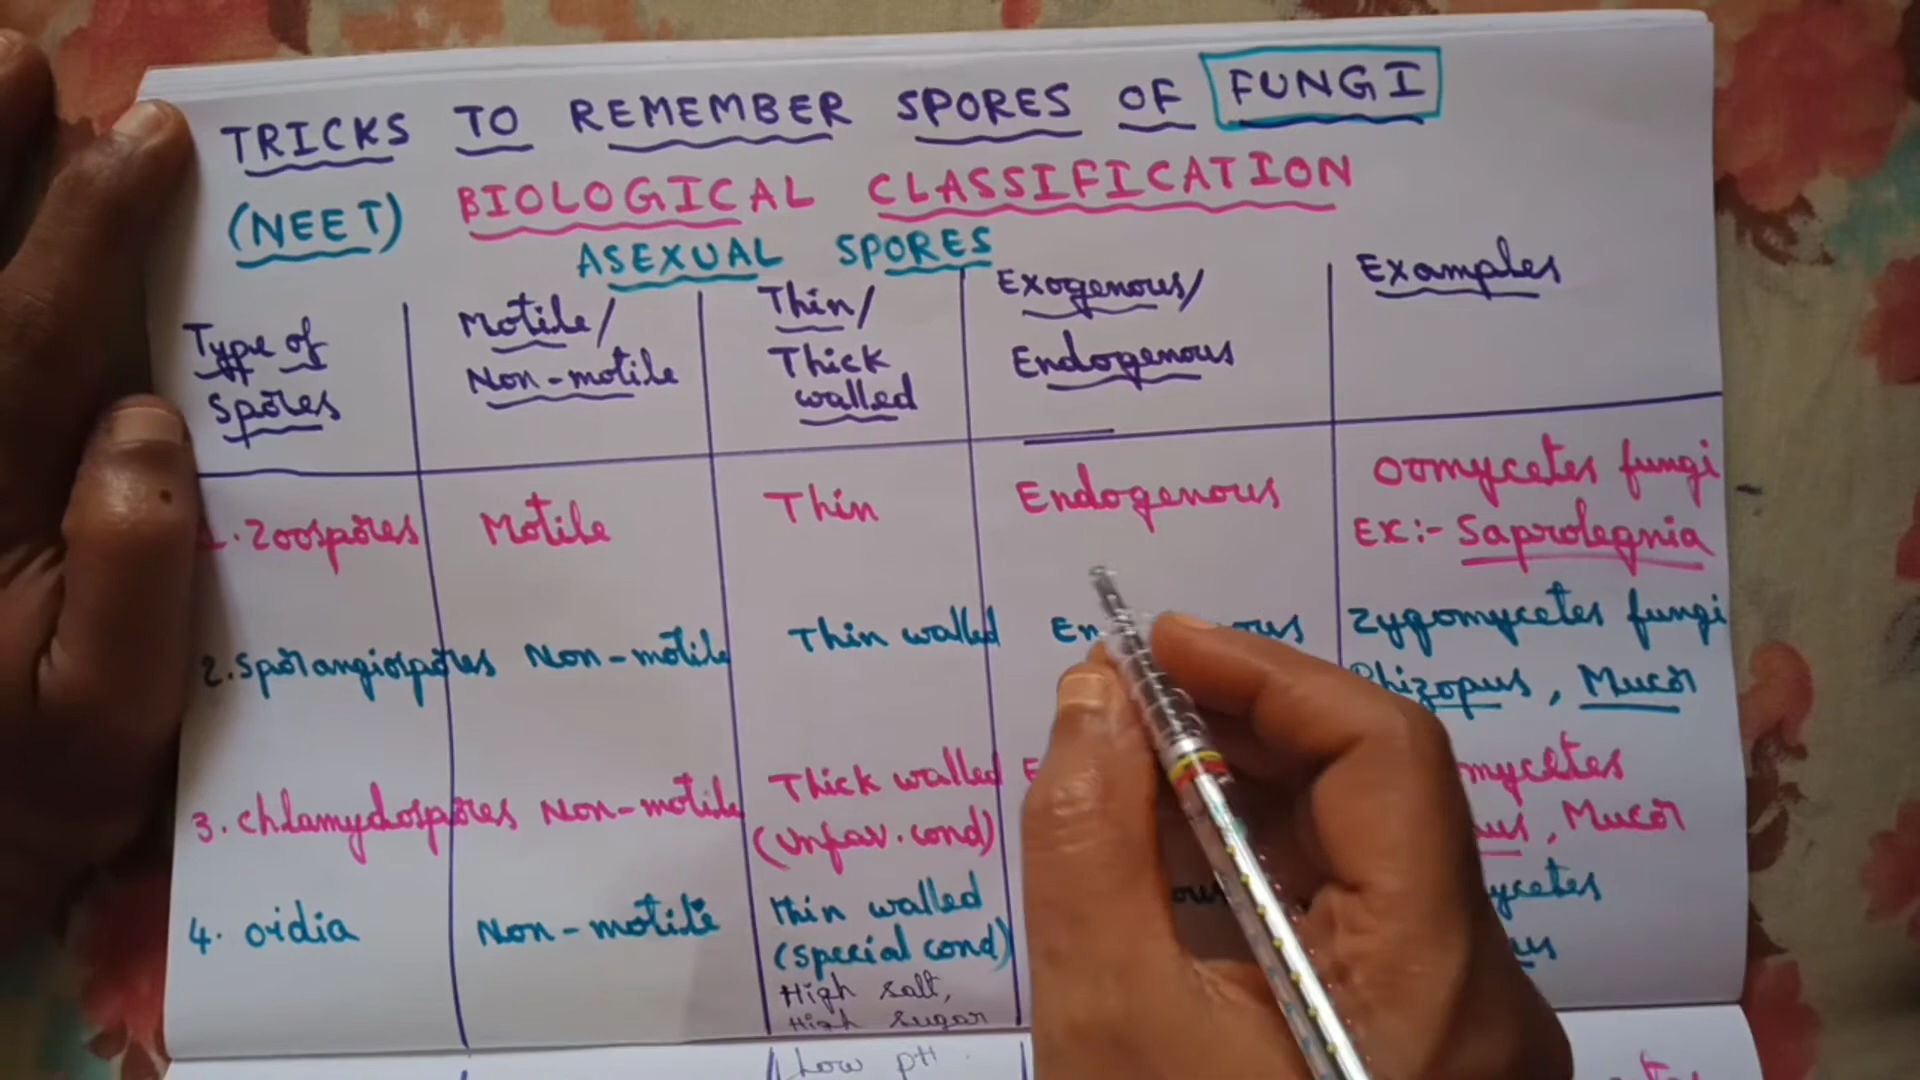 TRICKS TO REMEMBER SPORES OF FUNGI
(NEET) BIOLOGICAL CLASSIFICATION
ASEXUAL SPORES
Type of Spores
Motile/ Non-motile
Thin/ Thick walled
Exogenous/ Endogenous
Examples
1. Zoospores Motile Thin Endogenous Oomycetes fungi
Ex:- Saprolegnia
2. Sporangiospores Non-motile Thin walled Zygomycetes fungi
Rhizopus, Mucor
3. Chlamydospores Non-motile Thick walled
(Unfav. cond) , Mucor
4. Oidia Non-motile Thin walled
(Special cond)
High salt,
High sugar
Low pH